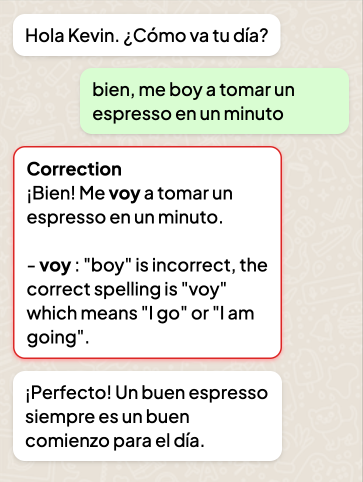 Hola Kevin. ¿Cómo va tu día?
bien, me boy a tomar un
espresso en un minuto
Correction
¡Bien! Me voy a tomar un
espresso en un minuto.
- voy : "boy" is incorrect, the
correct spelling is "voy"
which means "I go" or "I am
going".
¡Perfecto! Un buen espresso
siempre es un buen
comienzo para el día.